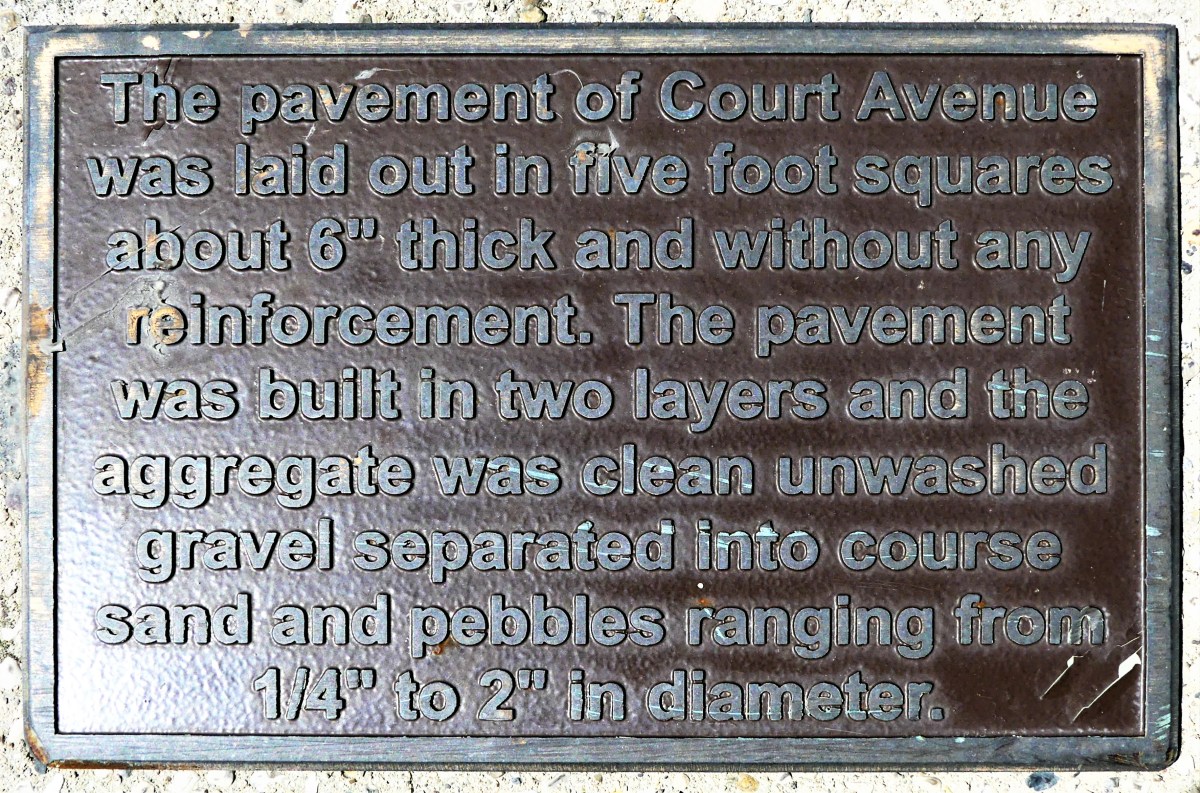 The pavement of Court Avenue
was laid out in five foot squares
about 6" thick and without any
reinforcement. The pavement
was built in two layers and the
aggregate was clean unwashed
gravel separated into course
sand and pebbles ranging from
1/4" to 2" in diameter.